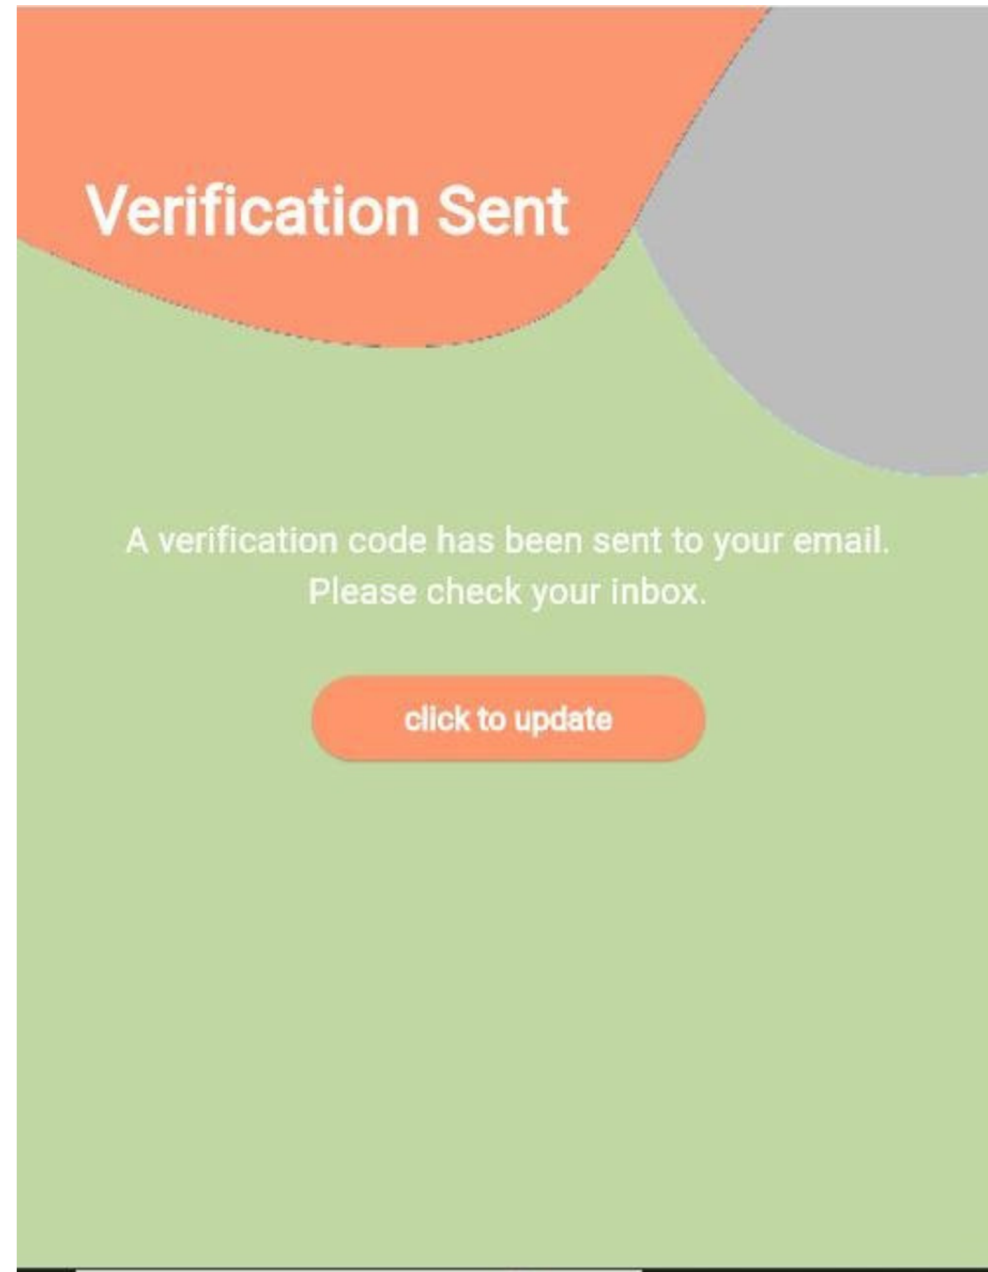 Verification Sent
A verification code has been sent to your email.
Please check your inbox.
click to update